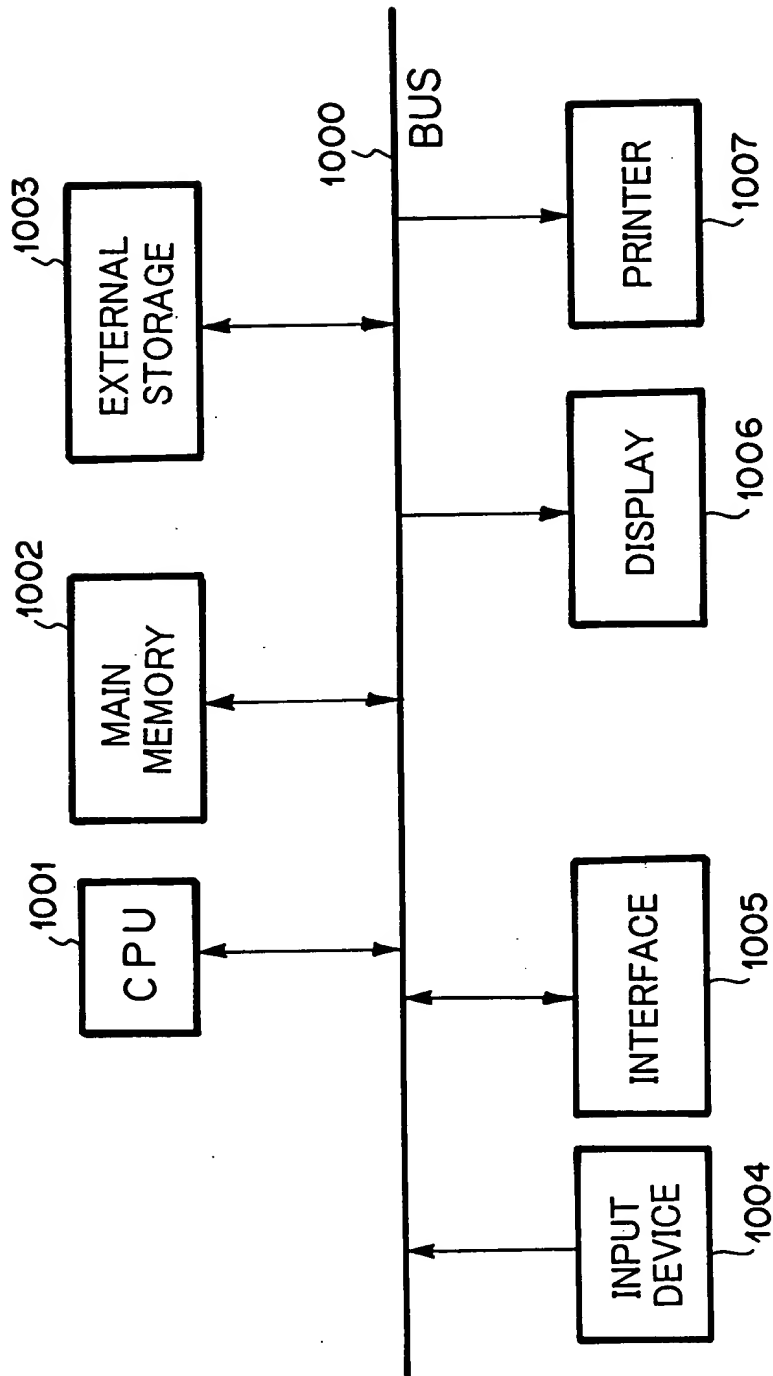 1001
CPU
1002
MAIN
MEMORY
1003
EXTERNAL
STORAGE
1000
BUS
INPUT
DEVICE
1004
INTERFACE
1005
DISPLAY
1006
PRINTER
1007